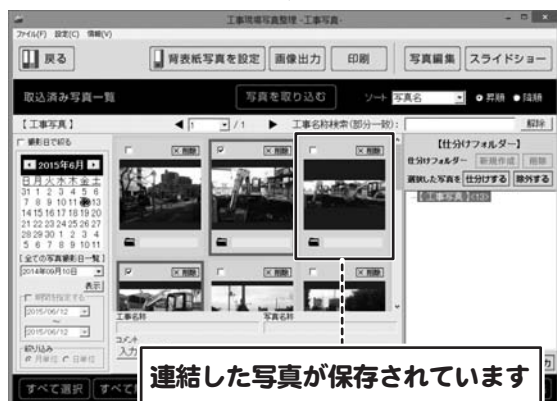 工事現場写真整理 -工事写真-
ファイル(F) 設定(C) 情報(V)
戻る 背表紙写真を設定 画像出力 印刷 写真編集 スライドショー
取込済み写真一覧 写真を取り込む ソート 写真名 昇順 降順
【工事写真】 1 / 1 工事名称検索(部分一致): 解除
撮影日で絞る
2015年6月
日 月 火 水 木 金 土
31 1 2 3 4 5 6
7 8 9 10 11 13
14 15 16 17 18 19 20
21 22 23 24 25 26 27
28 29 30 1 2 3 4
5 6 7 8 9 10 11
【全ての写真撮影日一覧】
2014年09月10日
表示
期間を指定する
2015/06/12
～
2015/06/12
絞り込み
月単位 日単位
× 削除 × 削除 × 削除
× 削除 × 削除 × 削除
工事名称 写真名称
コメント
入力
【仕分けフォルダー】
仕分けフォルダー 新規作成 削除
選択した写真を 仕分けする 除外する
すべて選択 すべて
連結した写真が保存されています